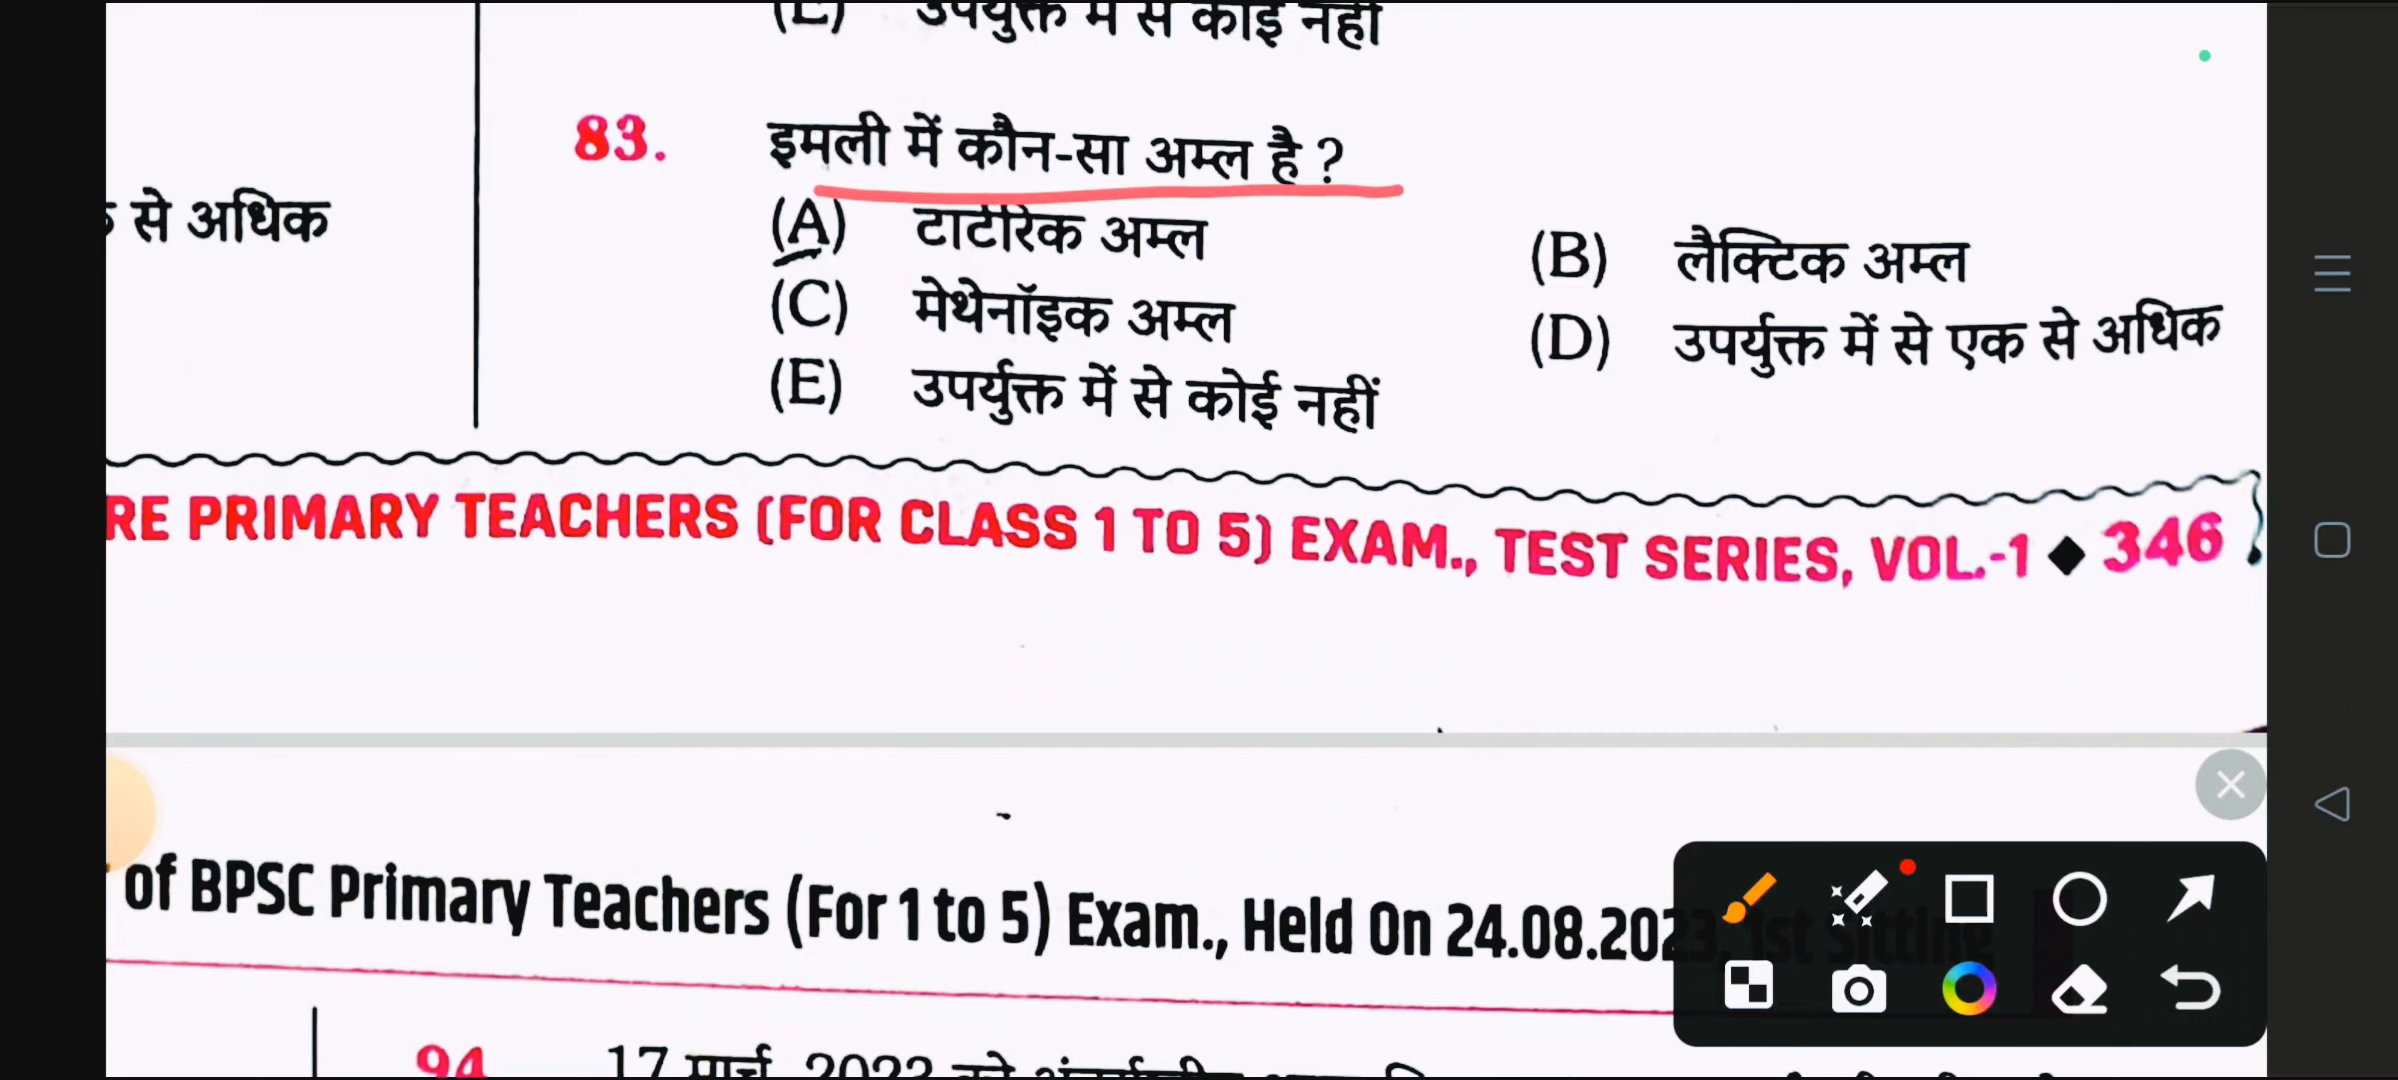 उपर्युक्त में से कोई नहीं
83. इमली में कौन-सा अम्ल है ?
से अधिक
(A) टार्टरिक अम्ल
(B) लैक्टिक अम्ल
(C) मेथेनॉइक अम्ल
(D) उपर्युक्त में से एक से अधिक
(E) उपर्युक्त में से कोई नहीं
RE PRIMARY TEACHERS (FOR CLASS 1 TO 5) EXAM., TEST SERIES, VOL.-1 ◆ 346
of BPSC Primary Teachers (For 1 to 5) Exam., Held On 24.08.2023, 1st Sitting
94 17 मार्च, 2023 को